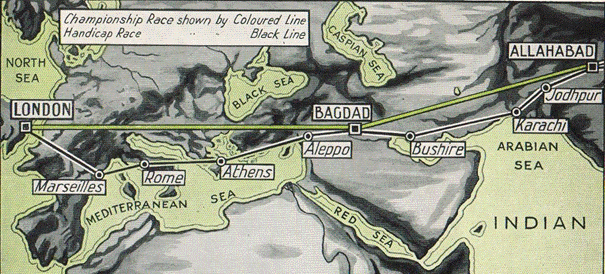 Championship Race shown by Coloured Line
Handicap Race Black Line
NORTH
SEA
LONDON
Marseilles
Rome
Athens
MEDITERRANEAN SEA
BLACK SEA
CASPIAN SEA
BAGDAD
Aleppo
Bushire
RED SEA
ALLAHABAD
Jodhpur
Karachi
ARABIAN
SEA
INDIAN